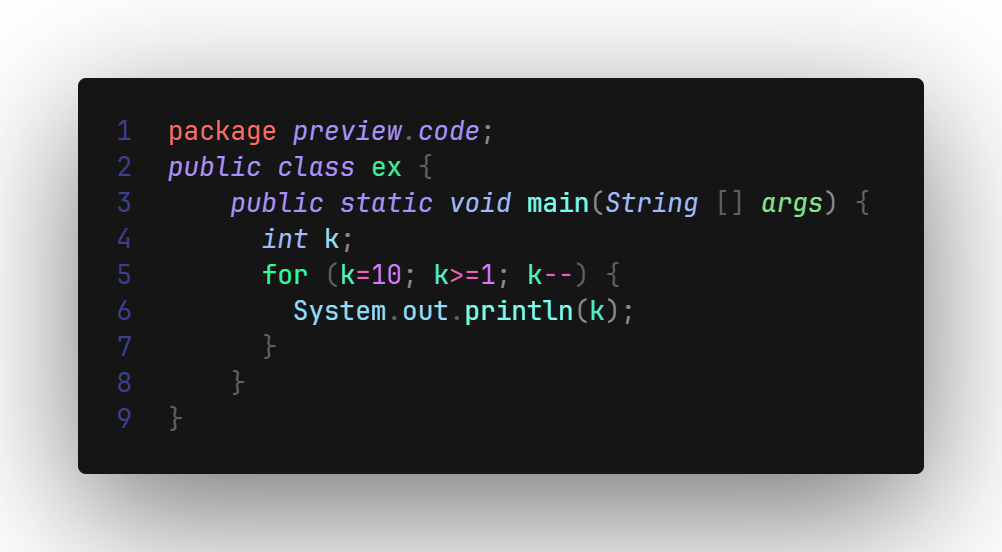 1 package preview.code;
2 public class ex {
3     public static void main(String [] args) {
4       int k;
5       for (k=10; k>=1; k--) {
6         System.out.println(k);
7       }
8     }
9 }